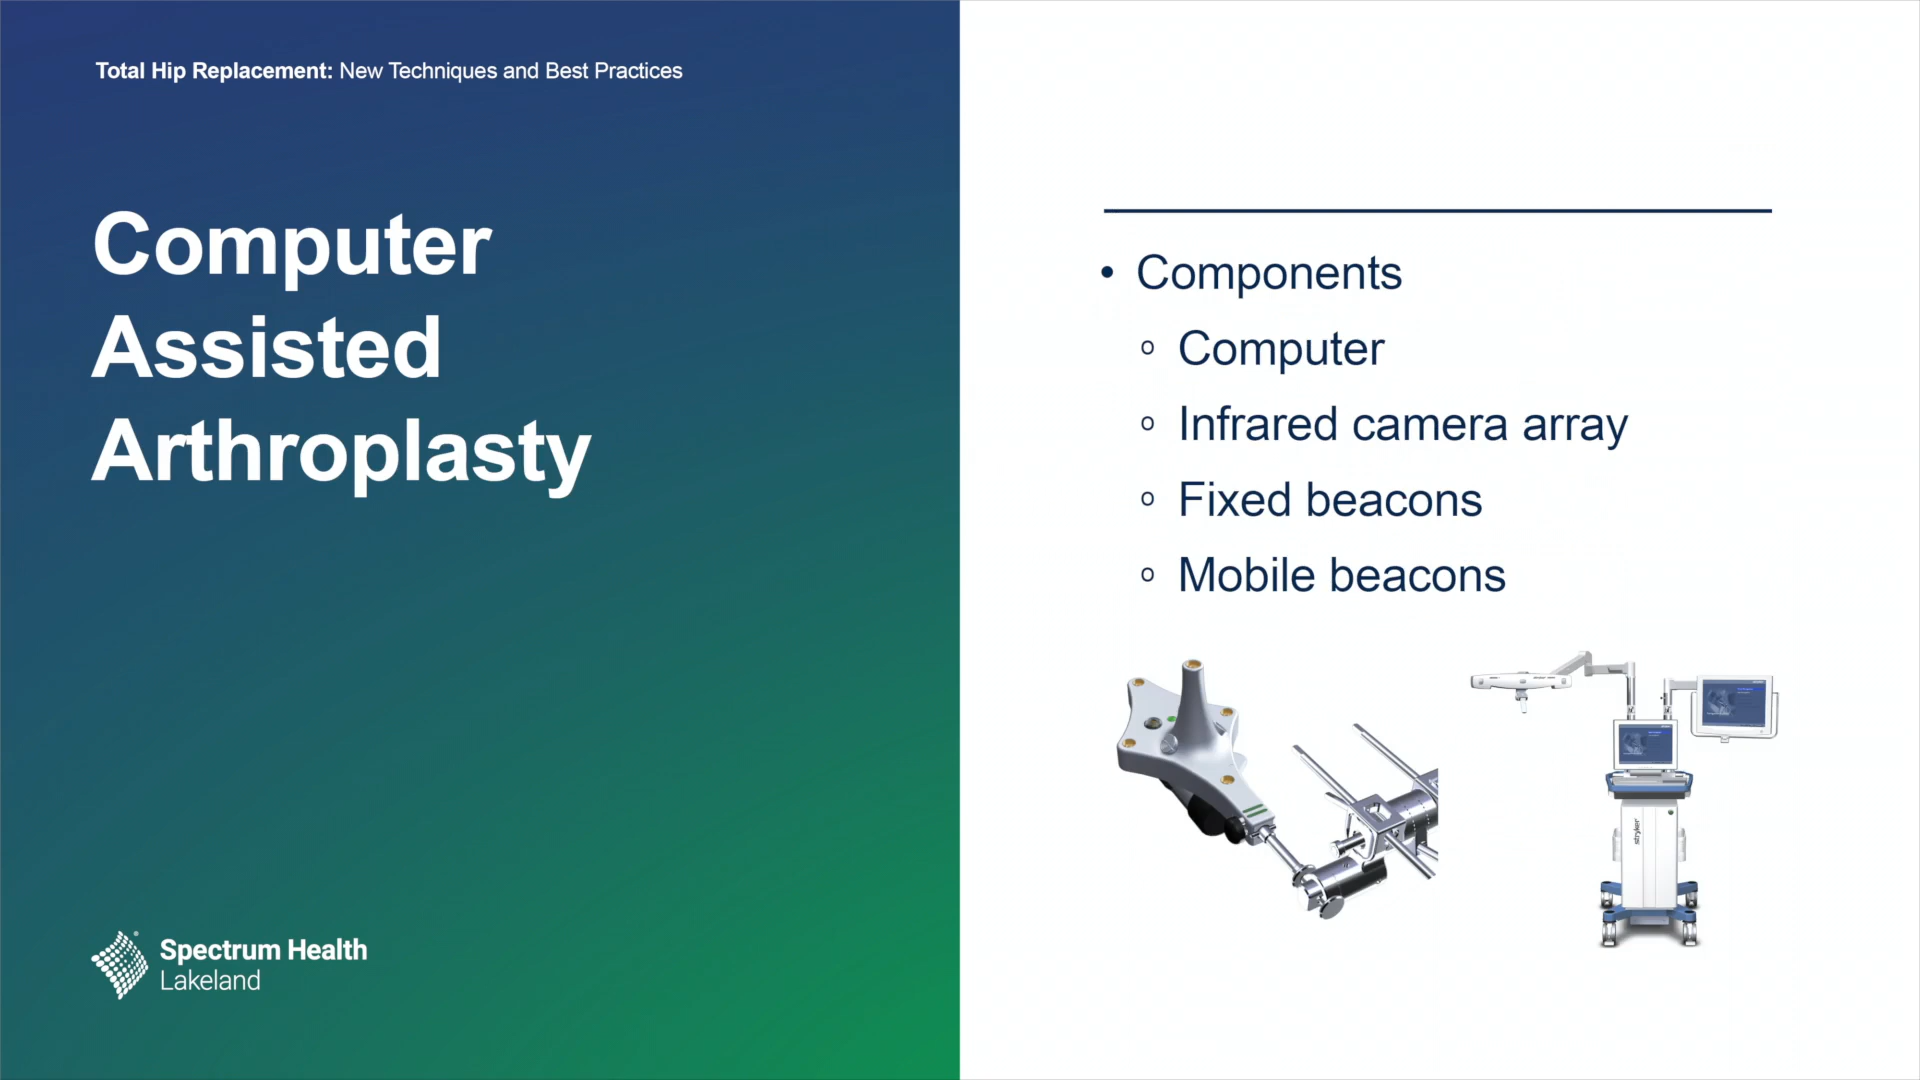 Total Hip Replacement: New Techniques and Best Practices
Computer
Assisted
Arthroplasty
• Components
o Computer
o Infrared camera array
o Fixed beacons
o Mobile beacons
stryker
Spectrum Health
Lakeland